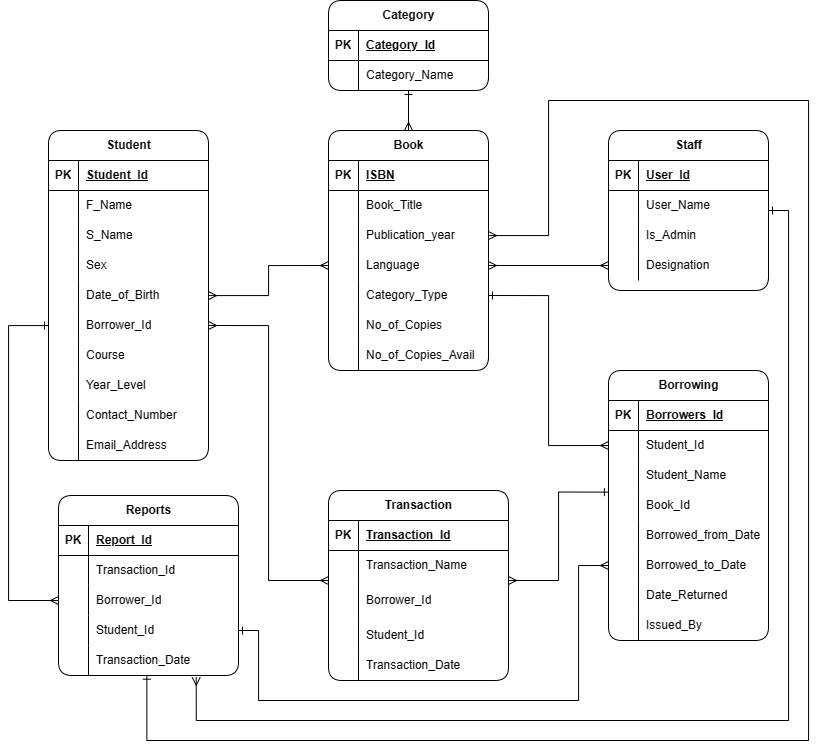 Category
PK Category_Id
Category_Name
Student
PK Student_Id
F_Name
S_Name
Sex
Date_of_Birth
Borrower_Id
Course
Year_Level
Contact_Number
Email_Address
Book
PK ISBN
Book_Title
Publication_year
Language
Category_Type
No_of_Copies
No_of_Copies_Avail
Staff
PK User_Id
User_Name
Is_Admin
Designation
Borrowing
PK Borrowers_Id
Student_Id
Student_Name
Book_Id
Borrowed_from_Date
Borrowed_to_Date
Date_Returned
Issued_By
Reports
PK Report_Id
Transaction_Id
Borrower_Id
Student_Id
Transaction_Date
Transaction
PK Transaction_Id
Transaction_Name
Borrower_Id
Student_Id
Transaction_Date